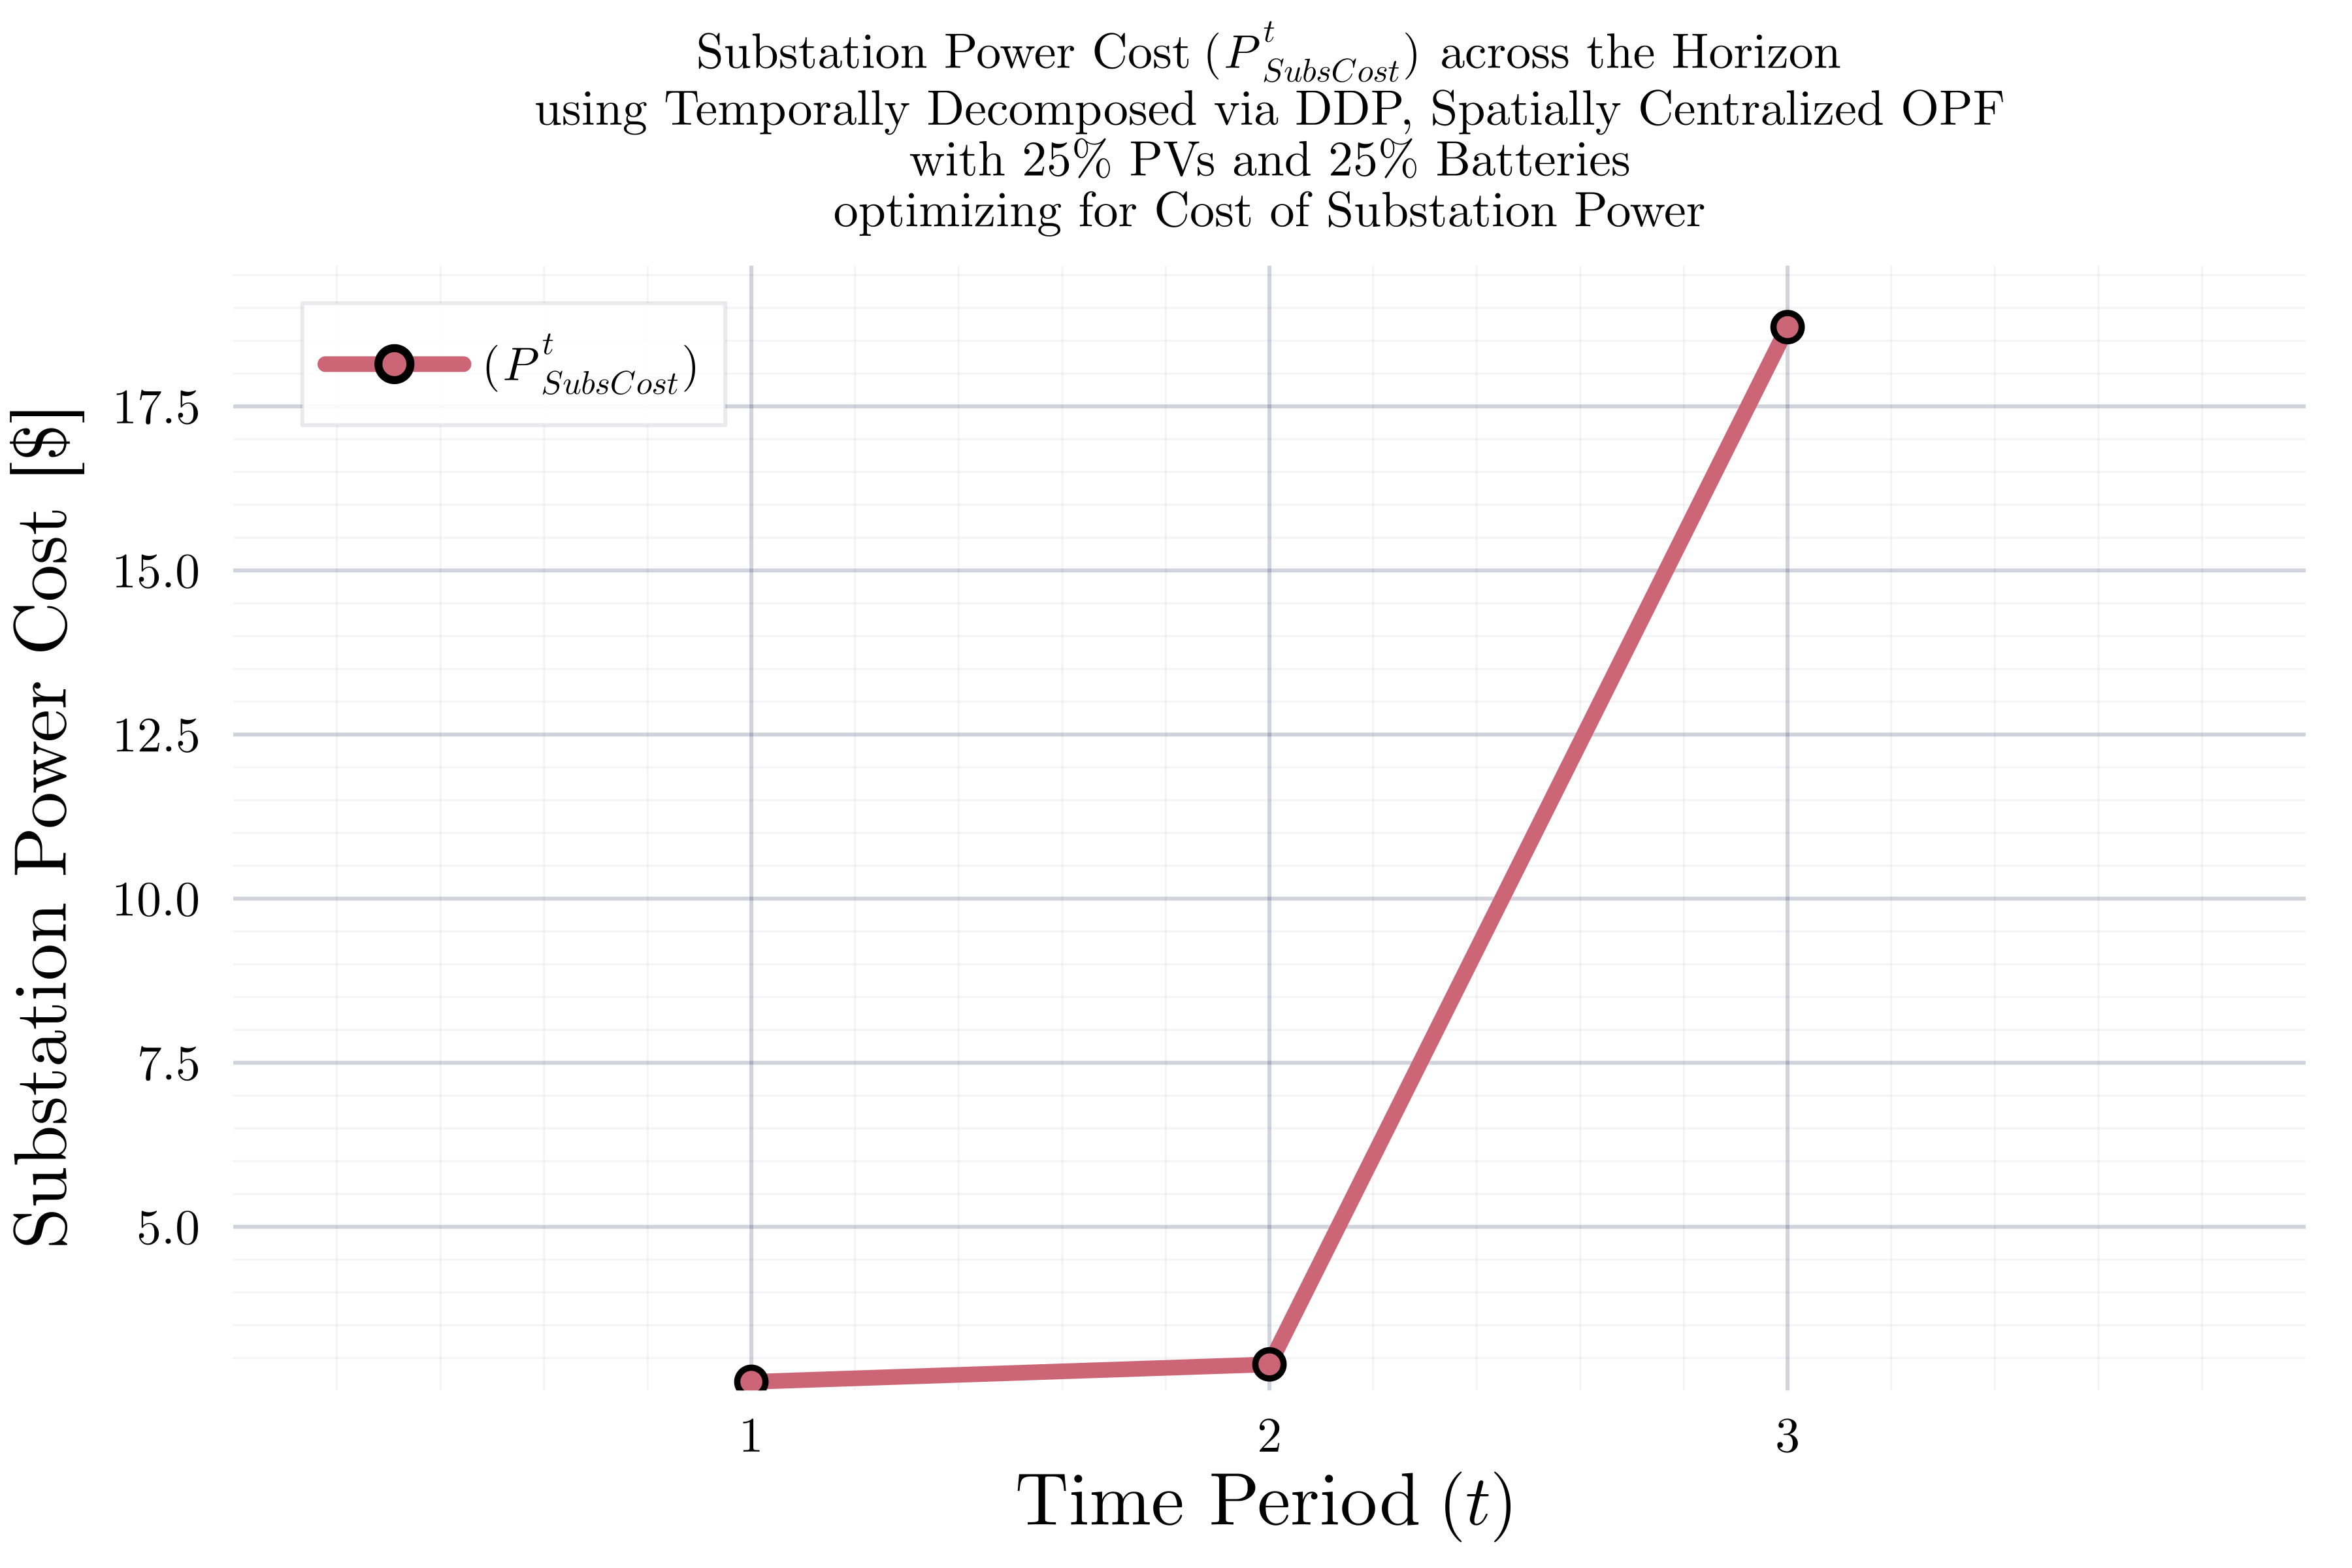 Substation Power Cost (P^t_SubsCost) across the Horizon
using Temporally Decomposed via DDP, Spatially Centralized OPF
with 25% PVs and 25% Batteries
optimizing for Cost of Substation Power
(P^t_SubsCost)
Substation Power Cost [$]
17.5
15.0
12.5
10.0
7.5
5.0
1
2
3
Time Period (t)